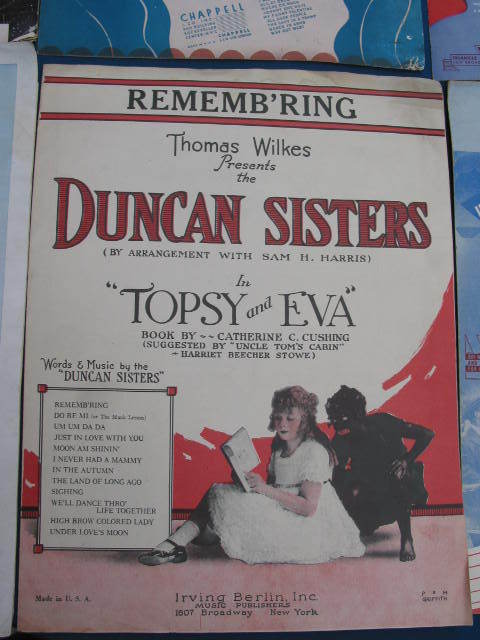 CHAPPELL
CHAPPELL
REMEMB'RING
Thomas Wilkes
Presents
the
DUNCAN SISTERS
(BY ARRANGEMENT WITH SAM H. HARRIS)
In
"TOPSY and EVA"
BOOK BY ~~ CATHERINE C. CUSHING
(SUGGESTED BY "UNCLE TOM'S CABIN"
~ HARRIET BEECHER STOWE)
Words & Music by the
"DUNCAN SISTERS"
REMEMB'RING
DO RE MI (or The Music Lesson)
UM UM DA DA
JUST IN LOVE WITH YOU
MOON AM SHININ'
I NEVER HAD A MAMMY
IN THE AUTUMN
THE LAND OF LONG AGO
SIGHING
WE'LL DANCE THRO'
LIFE TOGETHER
HIGH BROW COLORED LADY
UNDER LOVE'S MOON
Made in U. S. A.
Irving Berlin, Inc.
MUSIC PUBLISHERS
1607 Broadway New York
GRIFFITH